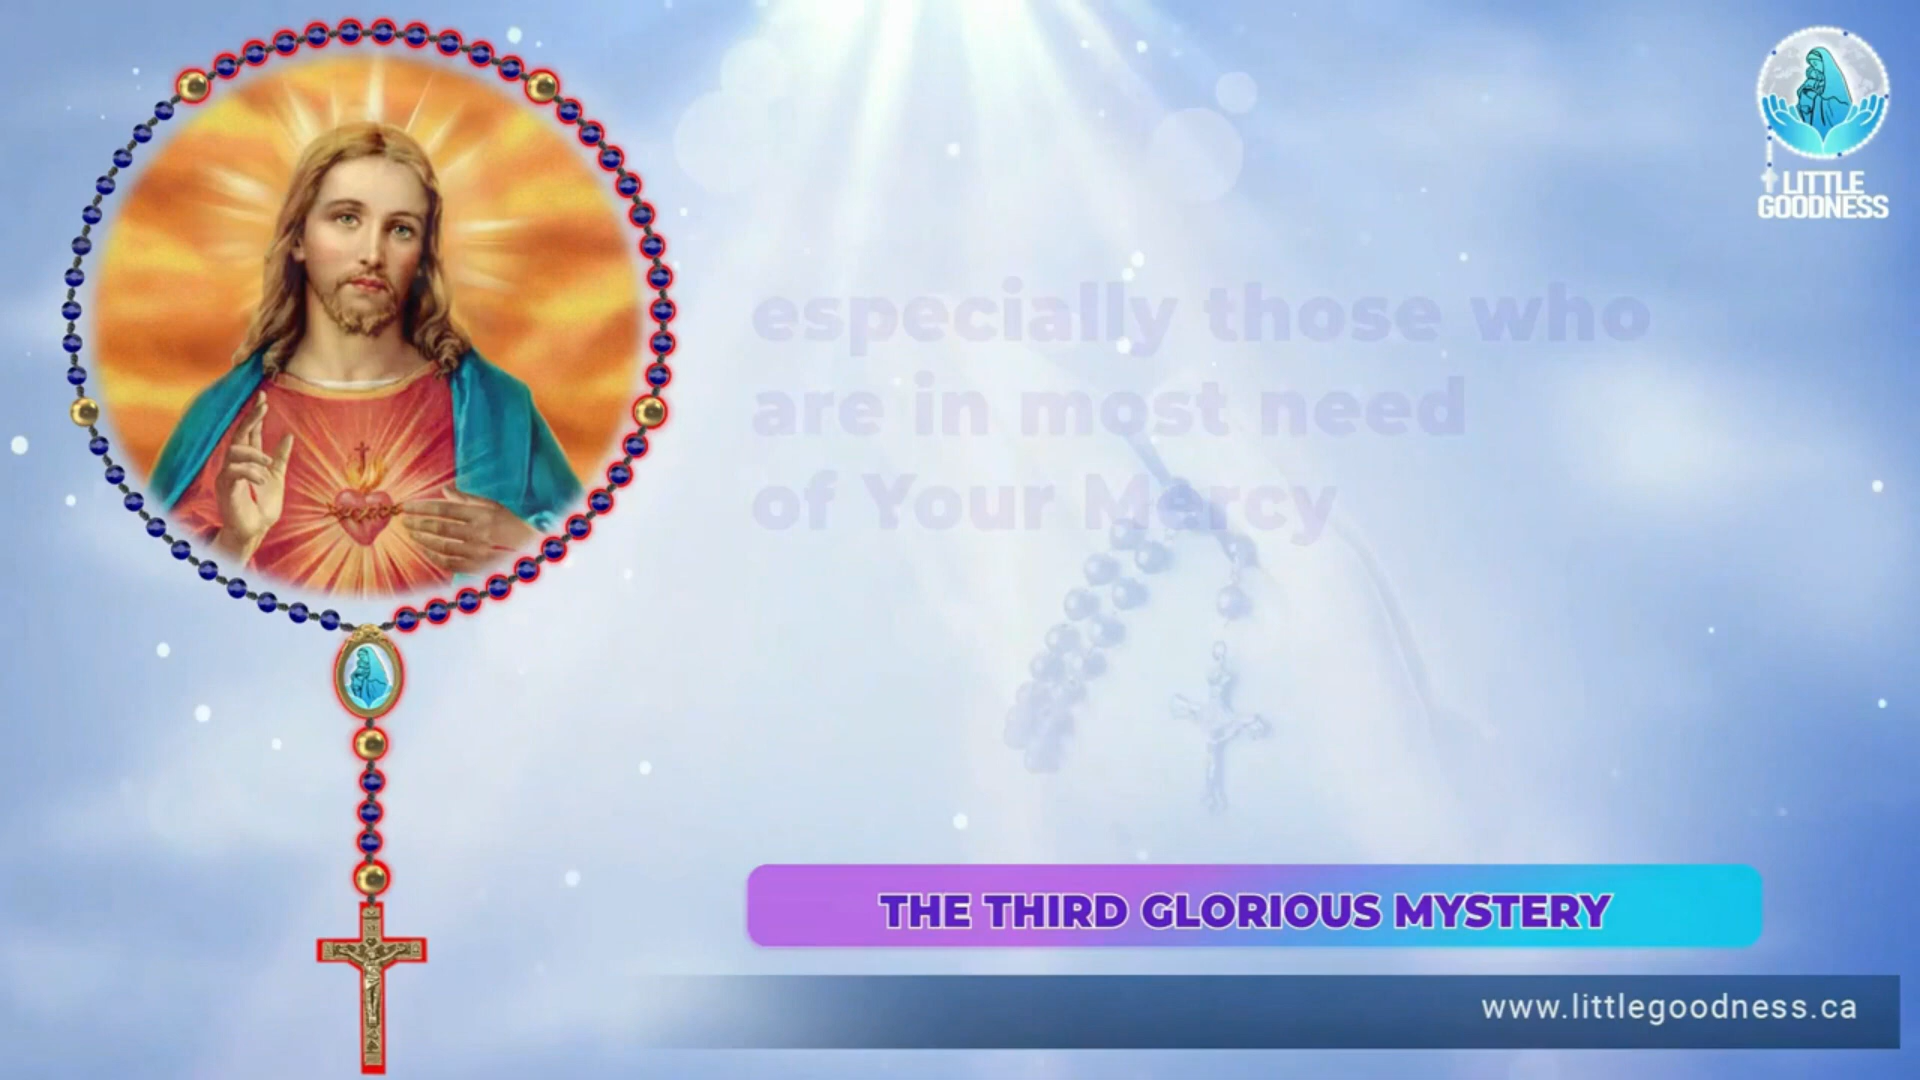 LITTLE
GOODNESS
especially those who
are in most need
of Your Mercy
THE THIRD GLORIOUS MYSTERY
www.littlegoodness.ca